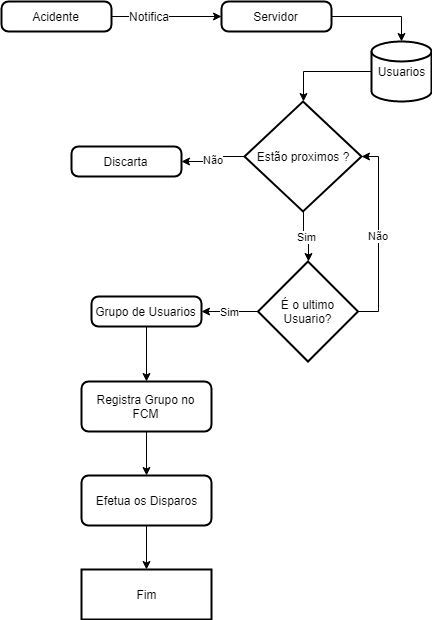 Acidente
Notifica
Servidor
Usuarios
Estão proximos ?
Não
Discarta
Sim
Não
É o ultimo
Usuario?
Sim
Grupo de Usuarios
Registra Grupo no
FCM
Efetua os Disparos
Fim